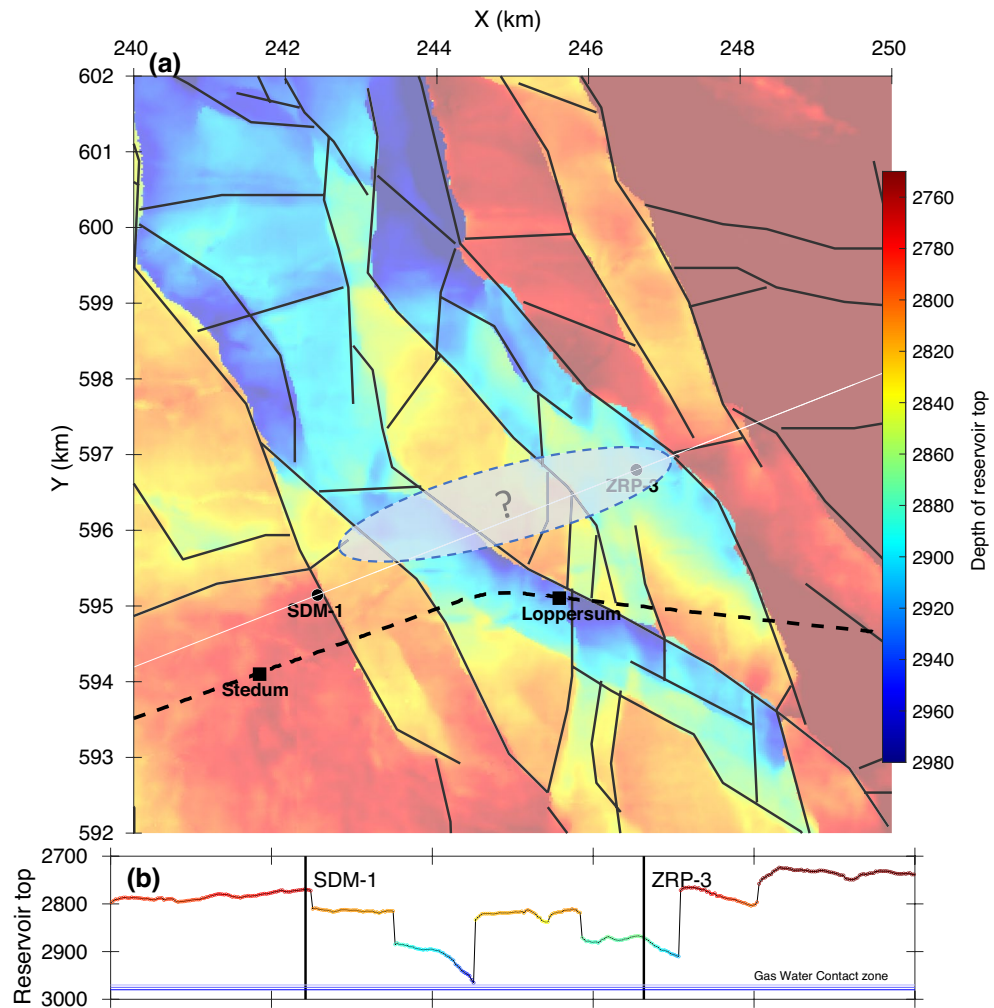 X (km)
240 242 244 246 248 250
(a)
602
601
600
599
598
597
596
595
594
593
592
Y (km)
?
ZRP-3
SDM-1
Loppersum
Stedum
2760
2780
2800
2820
2840
2860
2880
2900
2920
2940
2960
2980
Depth of reservoir top
(b)
2700
2800
2900
3000
Reservoir top
SDM-1
ZRP-3
Gas Water Contact zone